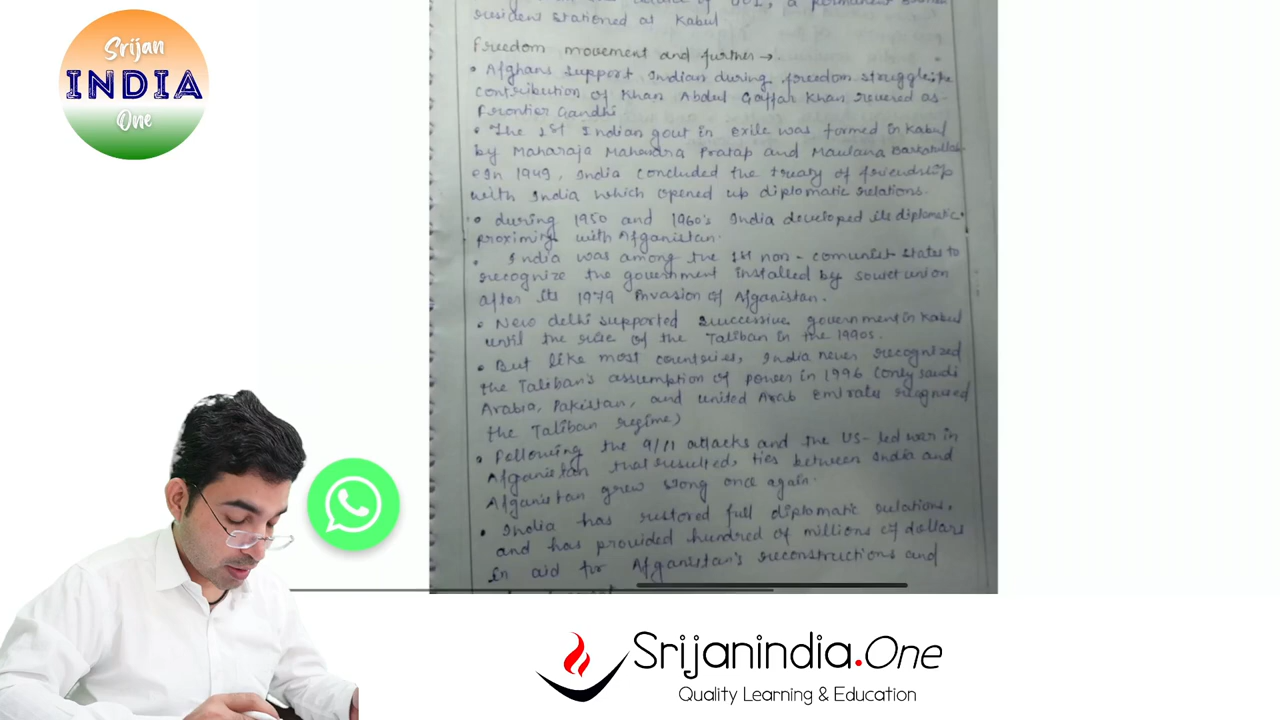 Srijan
INDIA
One
resident stationed at Kabul
Freedom movement and further →.
• Afghans support Indian during freedom struggle the
contribution of Khan Abdul Gaffar Khan revered as
Frontier Gandhi
• The 1st Indian govt in exile was formed in Kabul
by Maharaja Mahendra Pratap and Maulana Barkatullah
• In 1949, India concluded the treaty of friendship
with India which opened up diplomatic relations.
• during 1950 and 1960's India developed its diplomatic
proximity with Afganistan.
• India was among the 1st non-comunist states to
recognize the government installed by soviet union
after its 1979 Invasion of Afganistan.
• New delhi supported successive government in Kabul
until the rise of the Taliban in the 1990s.
• But like most countries, India never recognized
the Taliban's assumption of power in 1996 (only saudi
Arabia, Pakistan, and united Arab emirates recognised
the Taliban regime)
• Following the 9/11 attacks and the US-led war in
Afganistan that resulted, ties between India and
Afganistan grew strong once again.
• India has restored full diplomatic relations,
and has provided hundred of millions of dollars
in aid for Afganistan's reconstructions and
Srijanindia.One
Quality Learning & Education